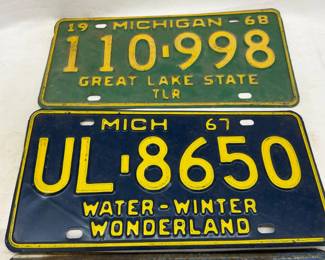 19 MICHIGAN 68
110-998
GREAT LAKE STATE
TLR
MICH 67
UL-8650
WATER-WINTER
WONDERLAND